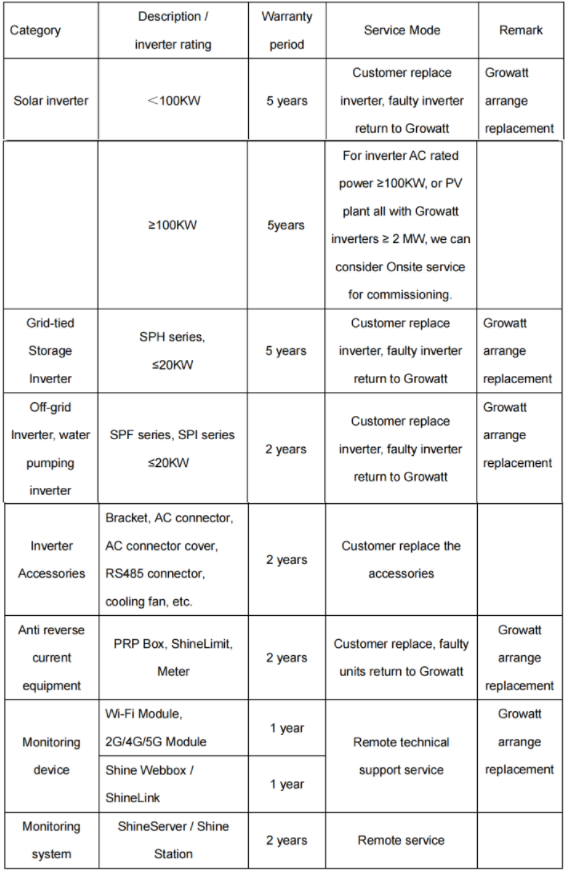 Category
Description /
inverter rating
Warranty
period
Service Mode
Remark
Solar inverter
＜100KW
5 years
Customer replace
inverter, faulty inverter
return to Growatt
Growatt
arrange
replacement
≥100KW
5years
For inverter AC rated
power ≥100KW, or PV
plant all with Growatt
inverters ≥ 2 MW, we can
consider Onsite service
for commissioning.
Grid-tied
Storage
Inverter
SPH series,
≤20KW
5 years
Customer replace
inverter, faulty inverter
return to Growatt
Growatt
arrange
replacement
Off-grid
Inverter, water
pumping
inverter
SPF series, SPI series
≤20KW
2 years
Customer replace
inverter, faulty inverter
return to Growatt
Growatt
arrange
replacement
Inverter
Accessories
Bracket, AC connector,
AC connector cover,
RS485 connector,
cooling fan, etc.
2 years
Customer replace the
accessories
Anti reverse
current
equipment
PRP Box, ShineLimit,
Meter
2 years
Customer replace, faulty
units return to Growatt
Growatt
arrange
replacement
Monitoring
device
Wi-Fi Module,
2G/4G/5G Module
1 year
Shine Webbox /
ShineLink
1 year
Remote technical
support service
Growatt
arrange
replacement
Monitoring
system
ShineServer / Shine
Station
2 years
Remote service